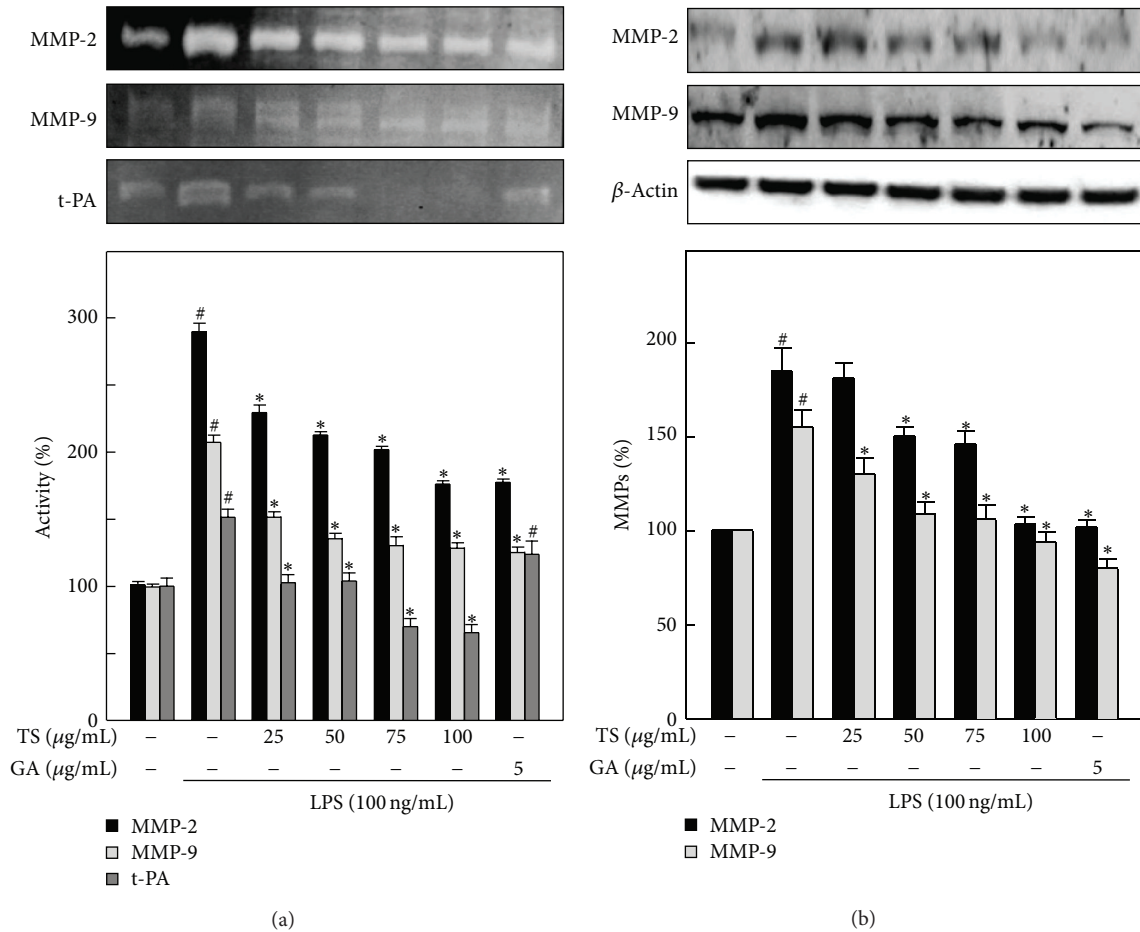 MMP-2
MMP-9
t-PA
300
200
100
0
Activity (%)
# # #
* * *
* * *
* * *
* * *
* * #
TS (μg/mL) – – 25 50 75 100 –
GA (μg/mL) – – – – – – 5
LPS (100 ng/mL)
MMP-2
MMP-9
t-PA
(a)
MMP-2
MMP-9
β-Actin
200
150
100
50
0
MMPs (%)
# #
*
* *
* *
* *
* *
TS (μg/mL) – – 25 50 75 100 –
GA (μg/mL) – – – – – – 5
LPS (100 ng/mL)
MMP-2
MMP-9
(b)